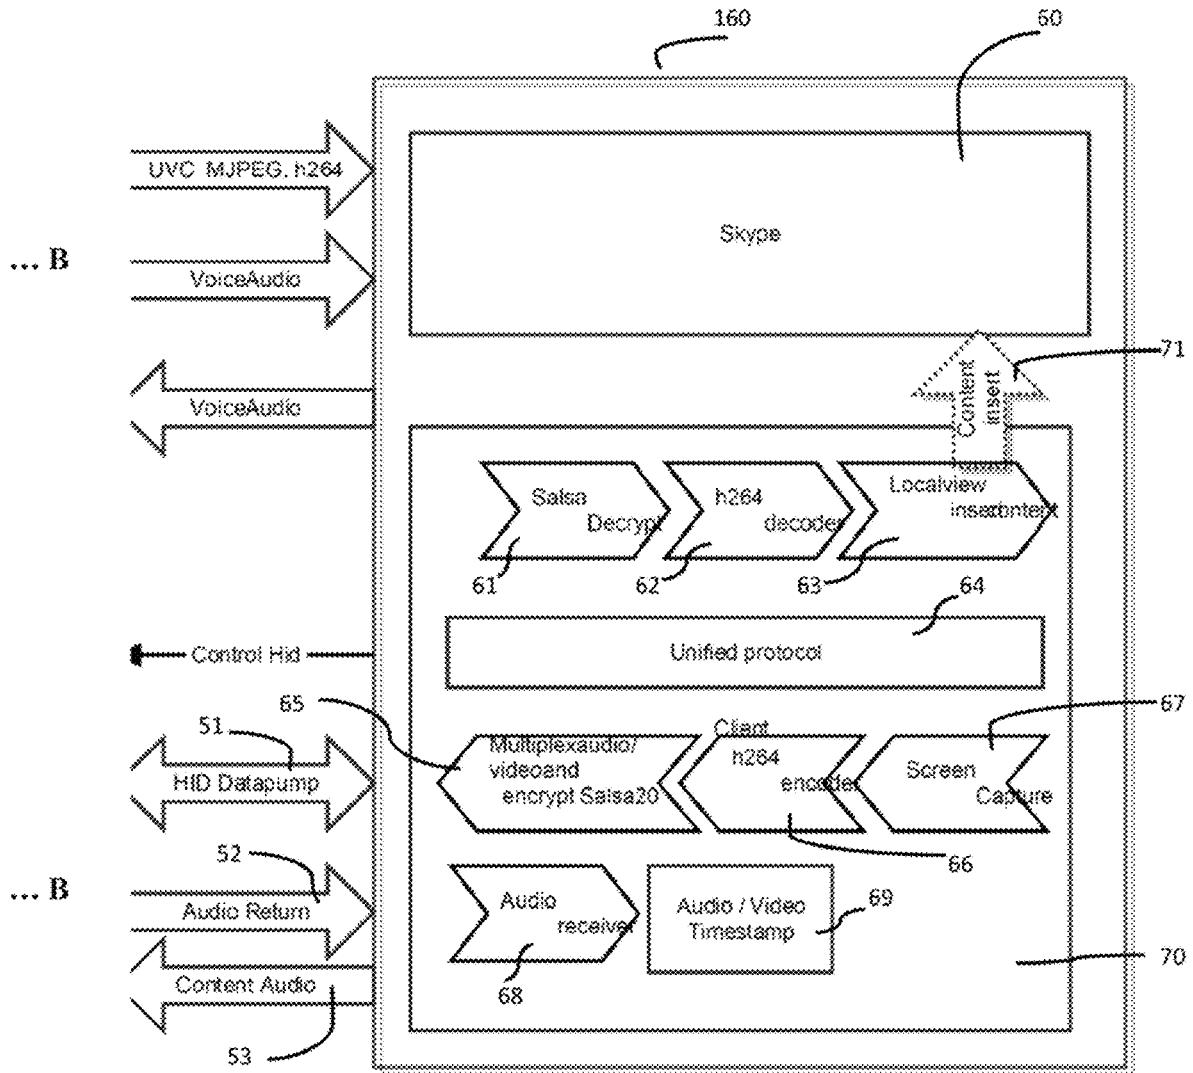 160
60
UVC MJPEG. h264
... B
Skype
VoiceAudio
71
Content
insert
VoiceAudio
Salsa
Decrypt
h264
decoder
Localview
insertcontent
61
62
63
64
Control Hid
Unified protocol
65
67
51
HID Datapump
Multiplexaudio/
videoand
encrypt Salsa20
Client
h264
encoder
Screen
Capture
52
66
... B
Audio Return
Audio
receiver
Audio / Video
Timestamp
69
70
Content Audio
68
53